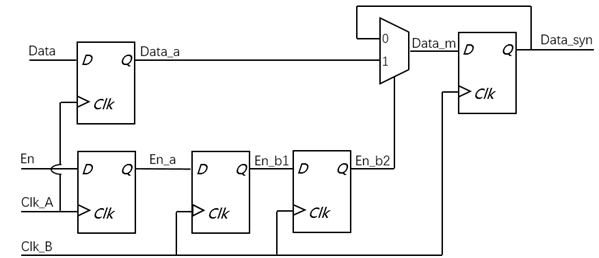 0
Data D Q Data_a 1 Data_m D Q Data_syn
Clk Clk
En D Q En_a D Q En_b1 D Q En_b2
Clk_A Clk Clk Clk
Clk_B